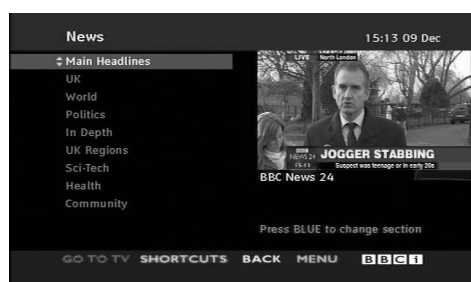 News
15:13 09 Dec
Main Headlines
UK
World
Politics
In Depth
UK Regions
Sci-Tech
Health
Community
LIVE North London
BBC
NEWS 24
15:13
JOGGER STABBING
Suspect was teenage or in early 20s
BBC News 24
Press BLUE to change section
GO TO TV SHORTCUTS BACK MENU BBCi